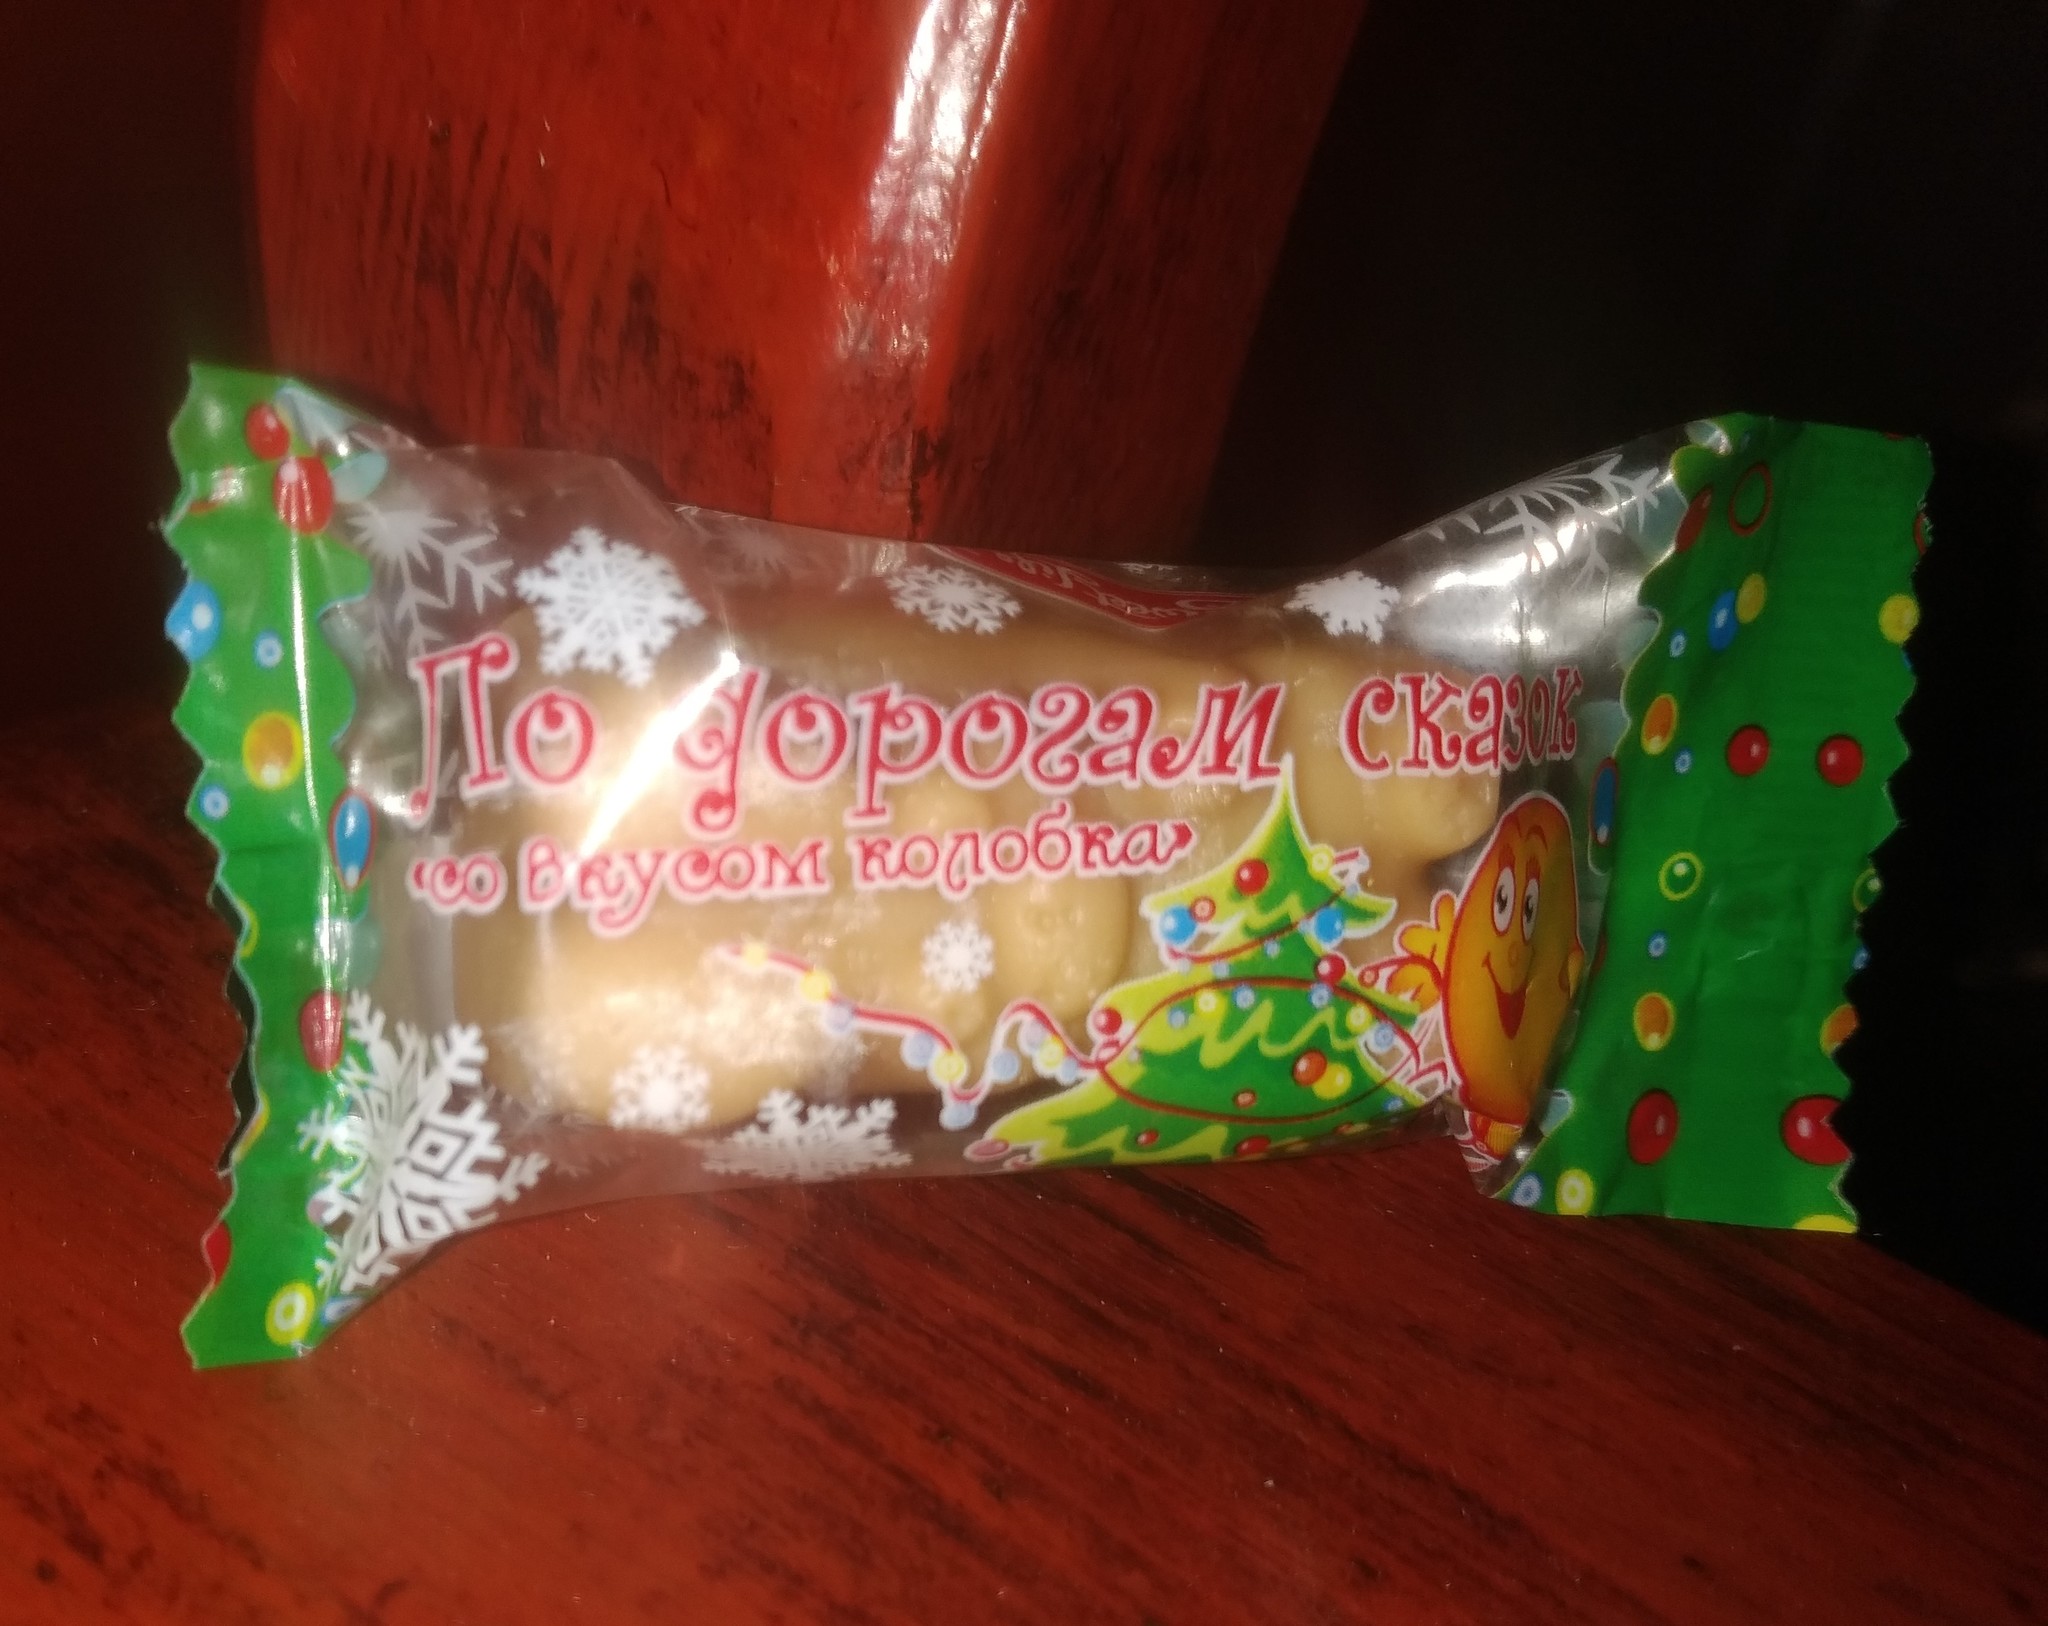 По дорогам сказок
«со вкусом колобка»